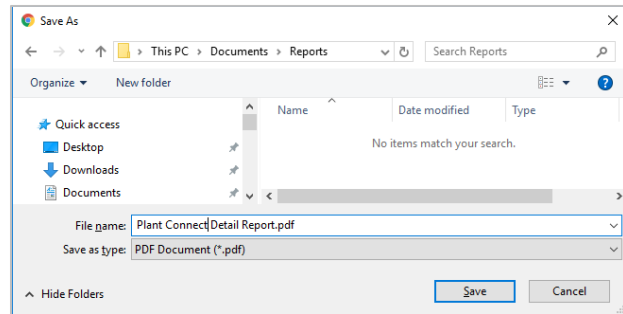 Save As
This PC > Documents > Reports
Search Reports
Organize
New folder
Name
Date modified
Type
Quick access
Desktop
Downloads
Documents
No items match your search.
File name: Plant Connect Detail Report.pdf
Save as type: PDF Document (*.pdf)
Hide Folders
Save
Cancel